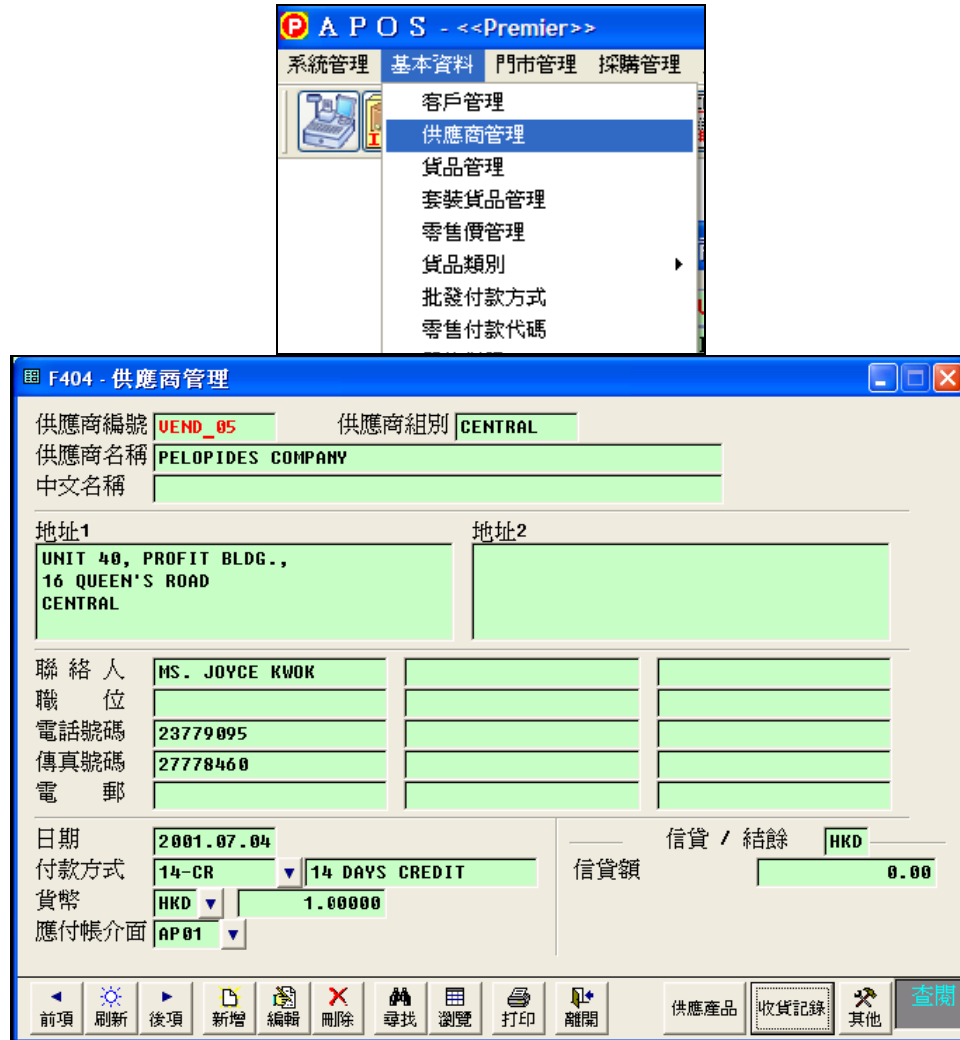 A P O S - <<Premier>>
系統管理 基本資料 門市管理 採購管理
客戶管理
供應商管理
貨品管理
套裝貨品管理
零售價管理
貨品類別
批發付款方式
零售付款代碼
F404 - 供應商管理
供應商編號 VEND_05 供應商組別 CENTRAL
供應商名稱 PELOPIDES COMPANY
中文名稱
地址1 地址2
UNIT 40, PROFIT BLDG.,
16 QUEEN'S ROAD
CENTRAL
聯絡人 MS. JOYCE KWOK
職位
電話號碼 23779095
傳真號碼 27778460
電郵
日期 2001.07.04 信貸 / 結餘 HKD
付款方式 14-CR 14 DAYS CREDIT 信貸額 0.00
貨幣 HKD 1.00000
應付帳介面 AP01
前項 刷新 後項 新增 編輯 刪除 尋找 瀏覽 打印 離開 供應產品 收貨記錄 其他 查閱